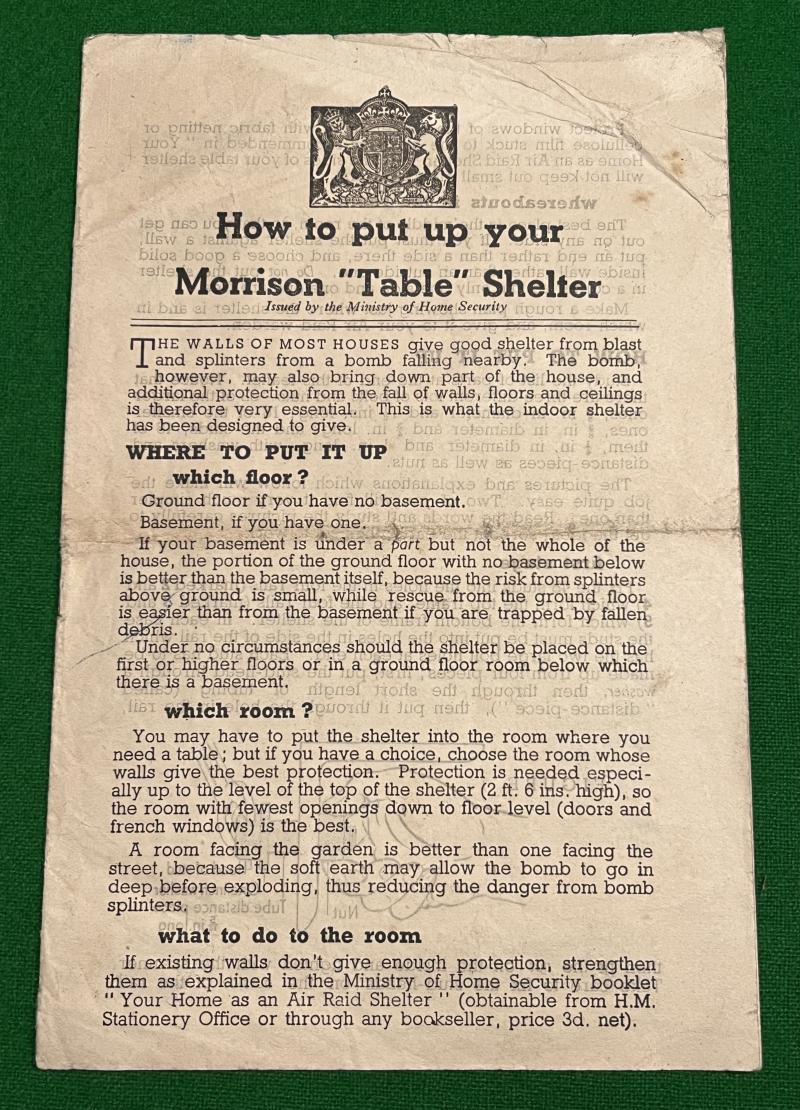 How to put up your
Morrison "Table" Shelter
Issued by the Ministry of Home Security
THE WALLS OF MOST HOUSES give good shelter from blast
and splinters from a bomb falling nearby. The bomb,
however, may also bring down part of the house, and
additional protection from the fall of walls, floors and ceilings
is therefore very essential. This is what the indoor shelter
has been designed to give.
WHERE TO PUT IT UP
which floor?
Ground floor if you have no basement.
Basement, if you have one.
If your basement is under a part but not the whole of the
house, the portion of the ground floor with no basement below
is better than the basement itself, because the risk from splinters
above ground is small, while rescue from the ground floor
is easier than from the basement if you are trapped by fallen
debris.
Under no circumstances should the shelter be placed on the
first or higher floors or in a ground floor room below which
there is a basement.
which room?
You may have to put the shelter into the room where you
need a table; but if you have a choice, choose the room whose
walls give the best protection. Protection is needed especi-
ally up to the level of the top of the shelter (2 ft. 6 ins. high), so
the room with fewest openings down to floor level (doors and
french windows) is the best.
A room facing the garden is better than one facing the
street, because the soft earth may allow the bomb to go in
deep before exploding, thus reducing the danger from bomb
splinters.
what to do to the room
If existing walls don't give enough protection, strengthen
them as explained in the Ministry of Home Security booklet
"Your Home as an Air Raid Shelter" (obtainable from H.M.
Stationery Office or through any bookseller, price 3d. net).